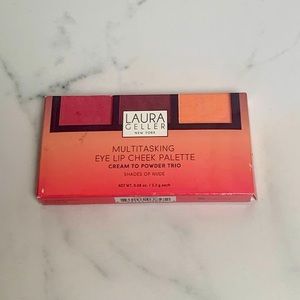 LAURA
GELLER
NEW YORK
MULTITASKING
EYE LIP CHEEK PALETTE
CREAM TO POWDER TRIO
SHADES OF NUDE